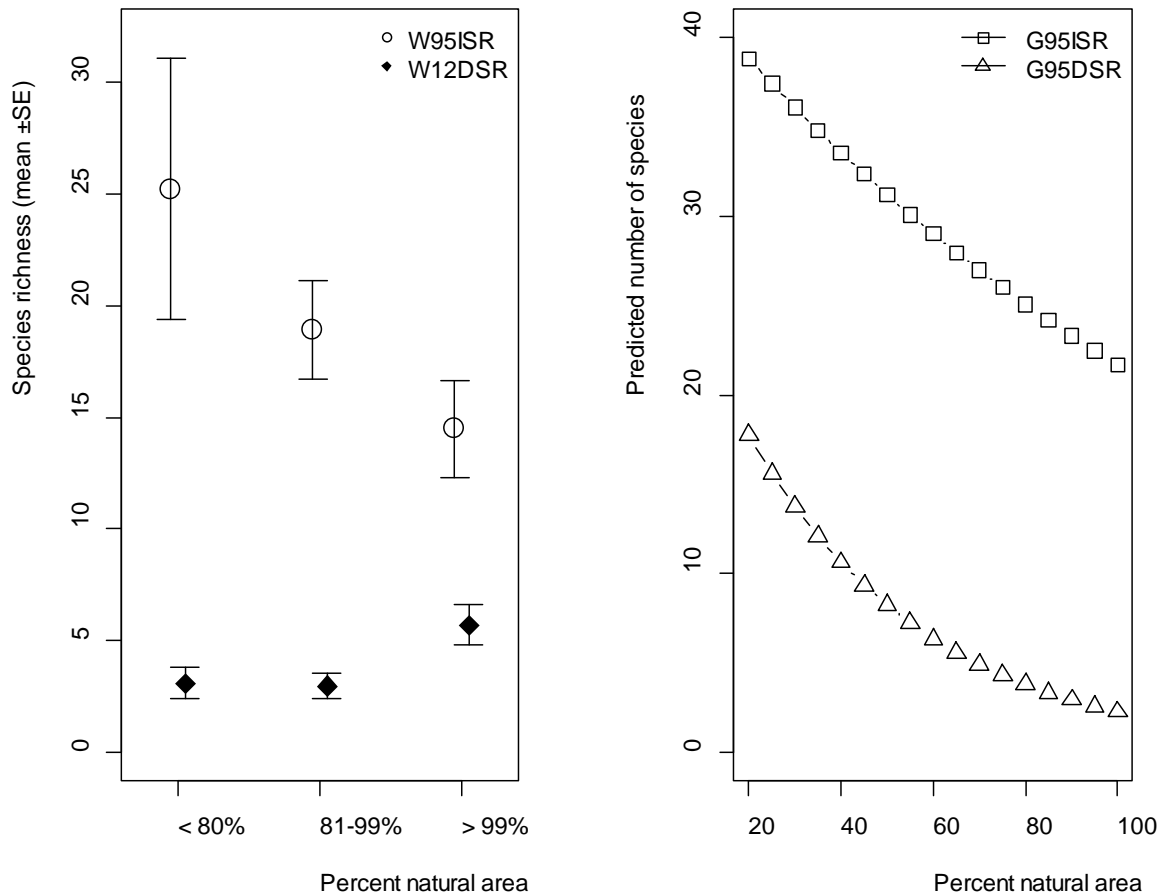 Species richness (mean ±SE)
0
5
10
15
20
25
30
W95ISR
W12DSR
< 80%
81-99%
> 99%
Percent natural area
Predicted number of species
0
10
20
30
40
G95ISR
G95DSR
20
40
60
80
100
Percent natural area